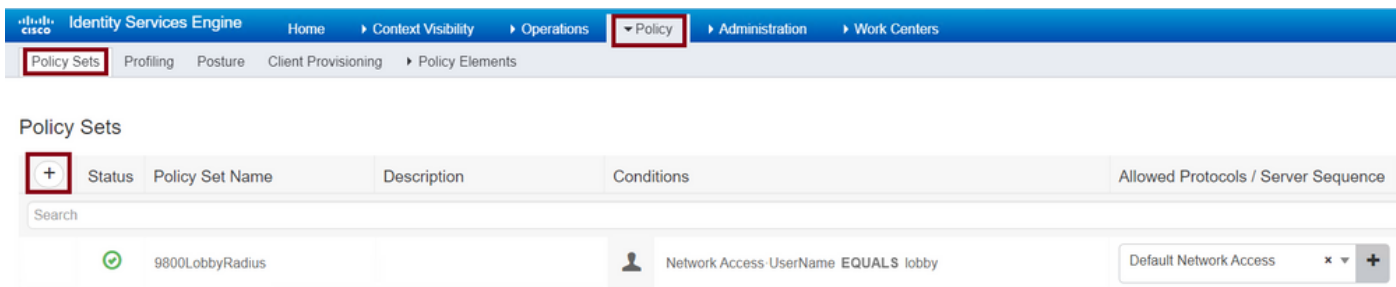 cisco Identity Services Engine Home Context Visibility Operations Policy Administration Work Centers
Policy Sets Profiling Posture Client Provisioning Policy Elements
Policy Sets
+ Status Policy Set Name Description Conditions Allowed Protocols / Server Sequence
Search
9800LobbyRadius Network Access·UserName EQUALS lobby Default Network Access × +